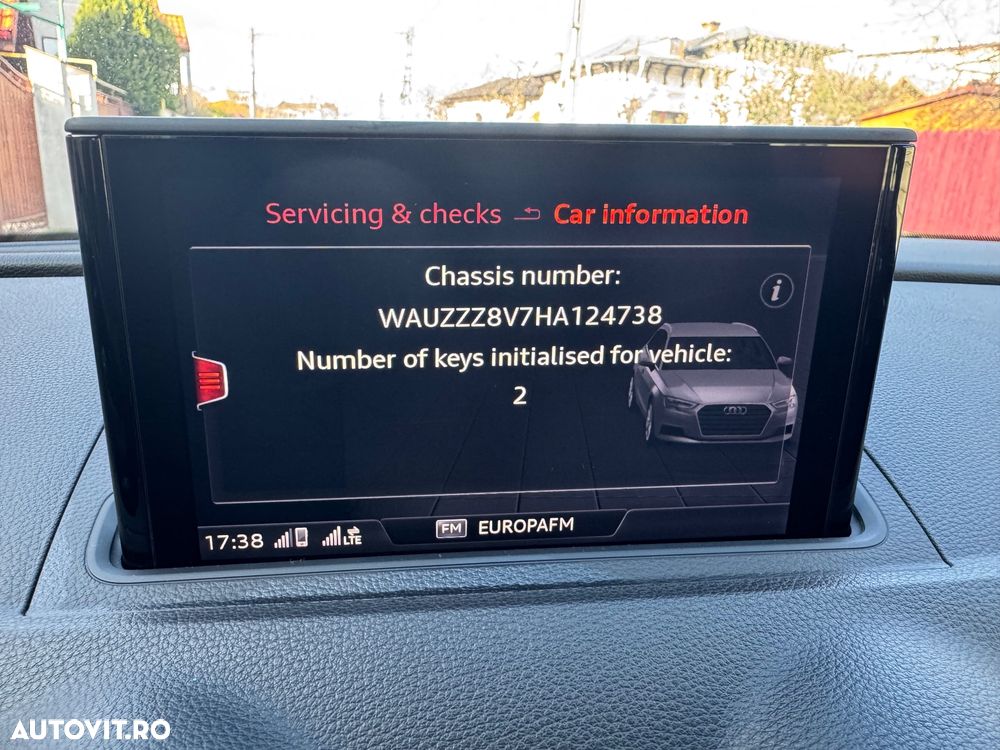 Servicing & checks Car information
Chassis number:
i
WAUZZZ8V7HA124738
Number of keys initialised for vehicle:
2
17:38 LTE FM EUROPAFM
AUTOVIT.RO